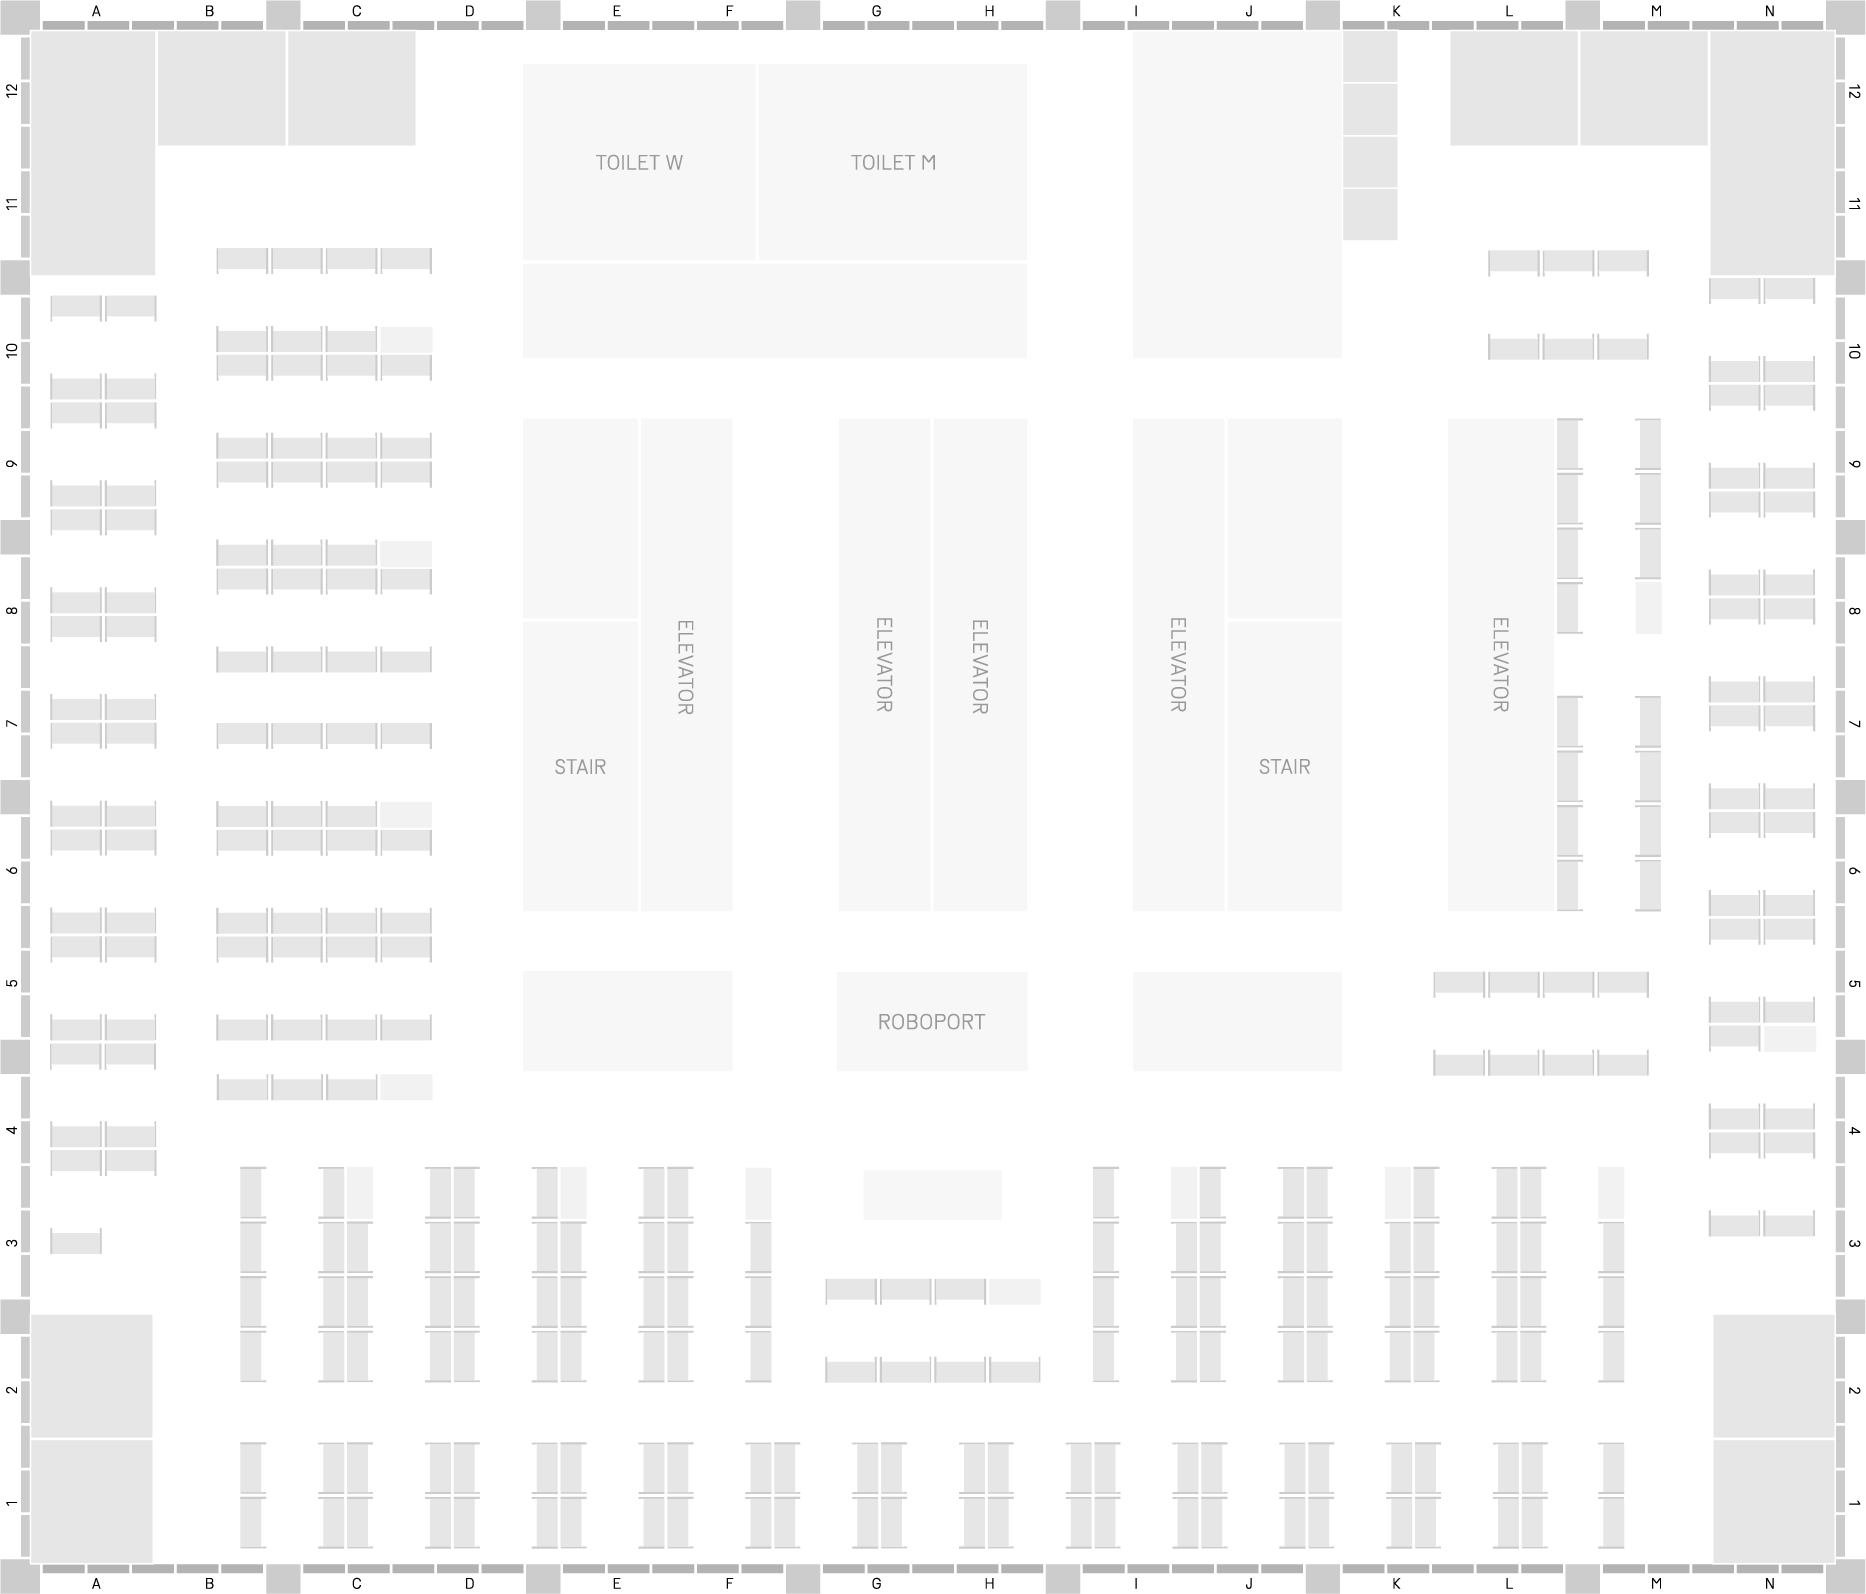 A B C D E F G H I J K L M N
12 12
TOILET W TOILET M
11 11
10 10
9 9
8 8
ELEVATOR ELEVATOR ELEVATOR ELEVATOR ELEVATOR
7 7
STAIR STAIR
6 6
5 5
ROBOPORT
4 4
3 3
2 2
1 1
A B C D E F G H I J K L M N